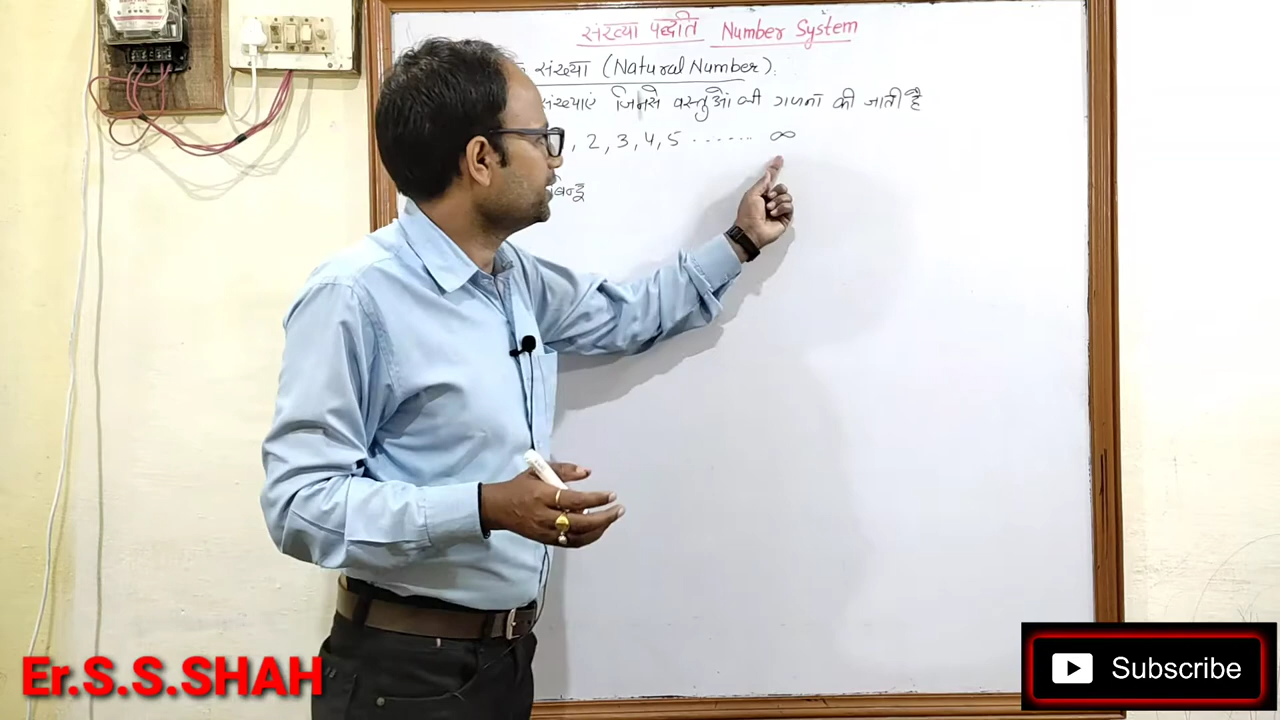 संख्या पद्धति Number System
संख्या (Natural Number).
संख्याएं जिनसे वस्तुओं की गणना की जाती है
, 2, 3, 4, 5 ........ ∞
बिन्दू
Er.S.S.SHAH
Subscribe